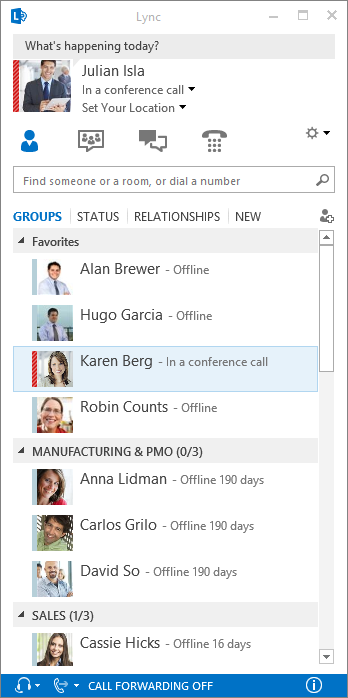 Lync
What's happening today?
Julian Isla
In a conference call
Set Your Location
Find someone or a room, or dial a number
GROUPS STATUS RELATIONSHIPS NEW
Favorites
Alan Brewer - Offline
Hugo Garcia - Offline
Karen Berg - In a conference call
Robin Counts - Offline
MANUFACTURING & PMO (0/3)
Anna Lidman - Offline 190 days
Carlos Grilo - Offline 190 days
David So - Offline 190 days
SALES (1/3)
Cassie Hicks - Offline 16 days
CALL FORWARDING OFF